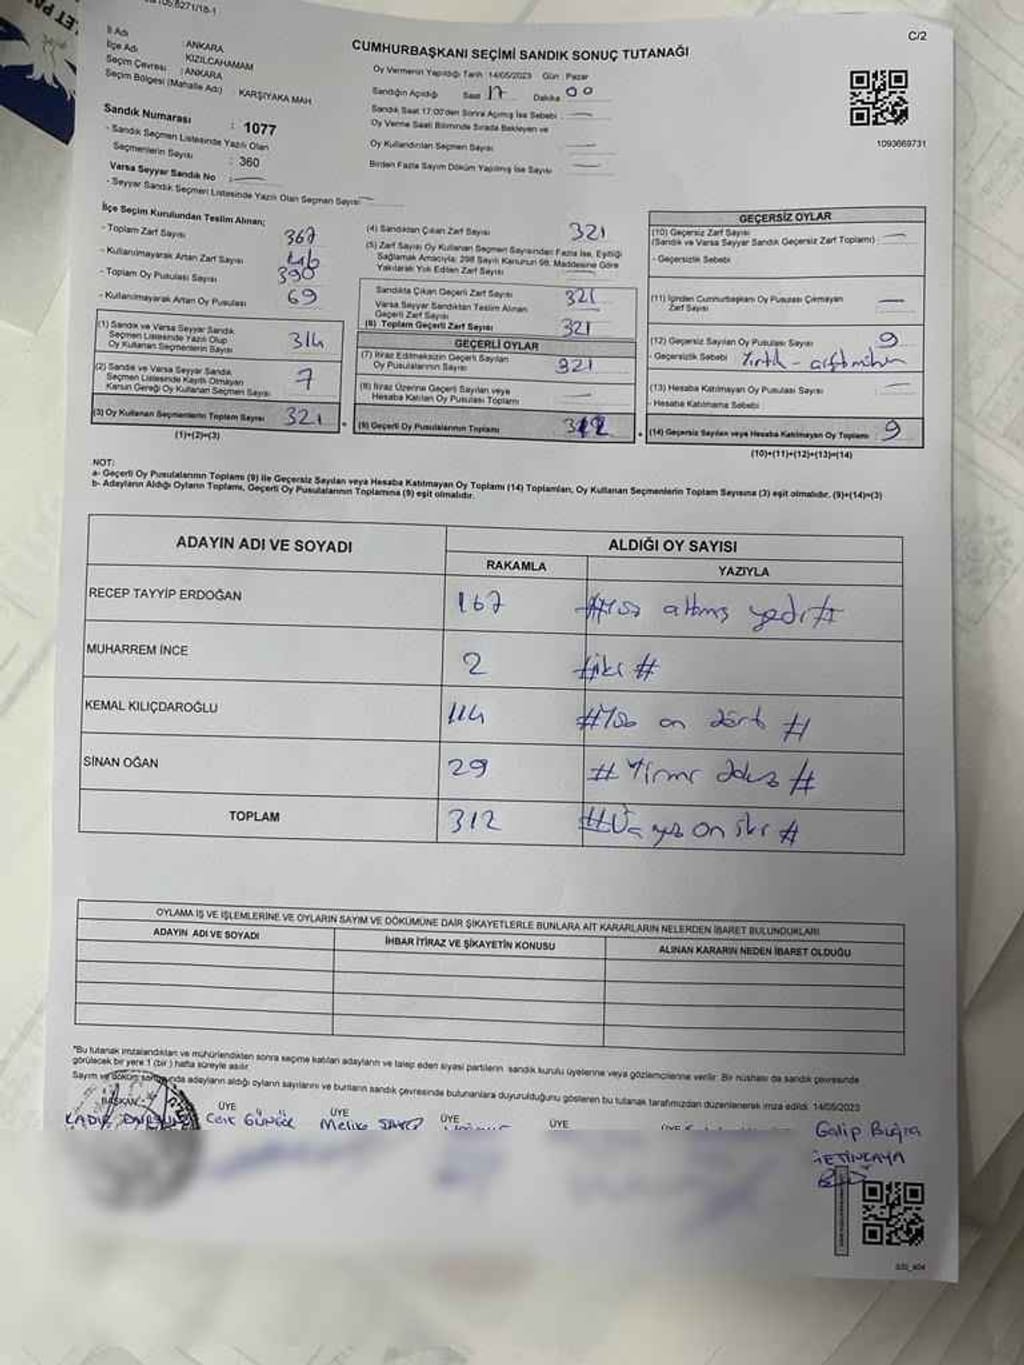 C/2
CUMHURBAŞKANI SEÇİMİ SANDIK SONUÇ TUTANAĞI
İl Adı : ANKARA
İlçe Adı KIZILCAHAMAM
Seçim Çevresi : ANKARA
Seçim Bölgesi (Mahalle Adı) KARŞIYAKA MAH
Sandık Numarası : 1077
- Sandık Seçmen Listesinde Yazılı Olan
Seçmenlerin Sayısı : 360
Varsa Seyyar Sandık No :
- Seyyar Sandık Seçmen Listesinde Yazılı Olan Seçmen Sayısı
Oy Vermenin Yapıldığı Tarih : 14/05/2023 Gün : Pazar
Sandığın Açıldığı Saat 17 Dakika 00
Sandık Saat 17:00'den Sonra Açılmış İse Sebebi :
Oy Verme Saati Bitiminde Sırada Bekleyen ve
Oy Kullandırılan Seçmen Sayısı
Birden Fazla Sayım Döküm Yapılmış İse Sayısı
1093669731
İlçe Seçim Kurulundan Teslim Alınan;
- Toplam Zarf Sayısı 367
- Kullanılmayarak Artan Zarf Sayısı 46
- Toplam Oy Pusulası Sayısı 390
- Kullanılmayarak Artan Oy Pusulası 69
(1) Sandık ve Varsa Seyyar Sandık
Seçmen Listesinde Yazılı Olup
Oy Kullanan Seçmenlerin Sayısı 314
(2) Sandık ve Varsa Seyyar Sandık
Seçmen Listesinde Kayıtlı Olmayan
Kanun Gereği Oy Kullanan Seçmen Sayısı 7
(3) Oy Kullanan Seçmenlerin Toplam Sayısı 321
(1)+(2)=(3)
(4) Sandıktan Çıkan Zarf Sayısı 321
(5) Zarf Sayısı Oy Kullanan Seçmen Sayısından Fazla İse, Eşitliği
Sağlamak Amacıyla; 298 Sayılı Kanunun 98. Maddesine Göre
Yakılarak Yok Edilen Zarf Sayısı
Sandıkta Çıkan Geçerli Zarf Sayısı 321
Varsa Seyyar Sandıktan Teslim Alınan
Geçerli Zarf Sayısı
(6) Toplam Geçerli Zarf Sayısı 321
GEÇERLİ OYLAR
(7) İtiraz Edilmeksizin Geçerli Sayılan
Oy Pusulalarının Sayısı 321
(8) İtiraz Üzerine Geçerli Sayılan veya
Hesaba Katılan Oy Pusulası Toplamı
(9) Geçerli Oy Pusulalarının Toplamı 312
GEÇERSİZ OYLAR
(10) Geçersiz Zarf Sayısı
(Sandık ve Varsa Seyyar Sandık Geçersiz Zarf Toplamı) :
- Geçersizlik Sebebi
(11) İçinden Cumhurbaşkanı Oy Pusulası Çıkmayan
Zarf Sayısı
(12) Geçersiz Sayılan Oy Pusulası Sayısı 9
- Geçersizlik Sebebi Yırtık -
(13) Hesaba Katılmayan Oy Pusulası Sayısı
- Hesaba Katılmama Sebebi
(14) Geçersiz Sayılan veya Hesaba Katılmayan Oy Toplamı 9
(10)+(11)+(12)+(13)=(14)
NOT:
a- Geçerli Oy Pusulalarının Toplamı (9) ile Geçersiz Sayılan veya Hesaba Katılmayan Oy Toplamı (14) Toplamları, Oy Kullanan Seçmenlerin Toplam Sayısına (3) eşit olmalıdır. (9)+(14)=(3)
b- Adayların Aldığı Oyların Toplamı, Geçerli Oy Pusulalarının Toplamına (9) eşit olmalıdır.
ADAYIN ADI VE SOYADI ALDIĞI OY SAYISI
RAKAMLA YAZIYLA
RECEP TAYYİP ERDOĞAN 167 #Yüz altmış yedi#
MUHARREM İNCE 2 #iki#
KEMAL KILIÇDAROĞLU 114 #Yüz on dört#
SİNAN OĞAN 29 #Yirmi dokuz#
TOPLAM 312 #Üç yüz on iki#
OYLAMA İŞ VE İŞLEMLERİNE VE OYLARIN SAYIM VE DÖKÜMÜNE DAİR ŞİKAYETLERLE BUNLARA AİT KARARLARIN NELERDEN İBARET BULUNDUKLARI
ADAYIN ADI VE SOYADI İHBAR İTİRAZ VE ŞİKAYETİN KONUSU ALINAN KARARIN NEDEN İBARET OLDUĞU
*Bu tutanak imzalandıktan ve mühürlendikten sonra seçime katılan adayların ve talep eden siyasi partilerin sandık kurulu üyelerine veya gözlemcilerine verilir. Bir nüshası da sandık çevresinde
görülecek bir yere 1 (bir) hafta süreyle asılır.
Sayım ve döküm sonunda adayların aldığı oyların sayılarını ve bunların sandık çevresinde bulunanlara duyurulduğunu gösteren bu tutanak tarafımızdan düzenlenerek imza edildi. 14/05/2023
BAŞKAN ÜYE ÜYE ÜYE ÜYE ÜYE
KADİR Cenk GÜNGÖR Melike Galip Buğra
ÇETİNKAYA